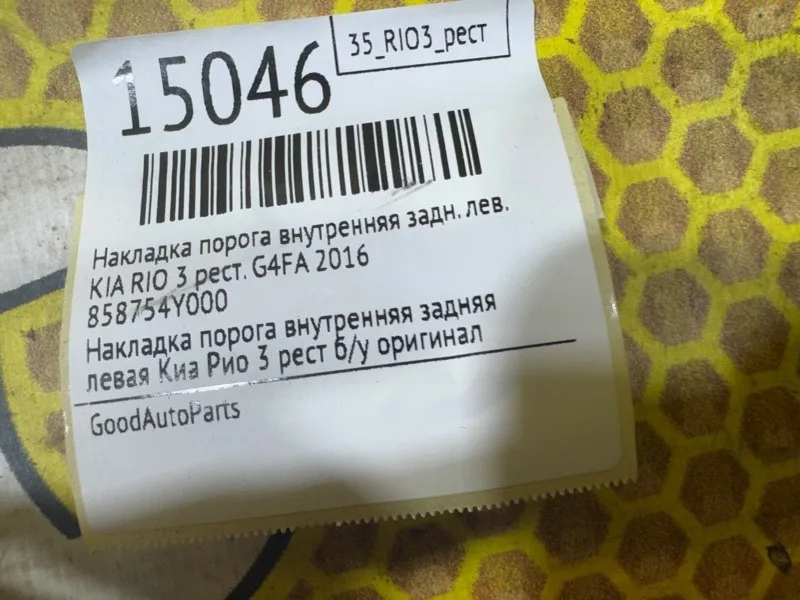 35_RIO3_рест
15046
Накладка порога внутренняя задн. лев.
KIA RIO 3 рест. G4FA 2016
858754Y000
Накладка порога внутренняя задняя
левая Киа Рио 3 рест б/у оригинал
GoodAutoParts